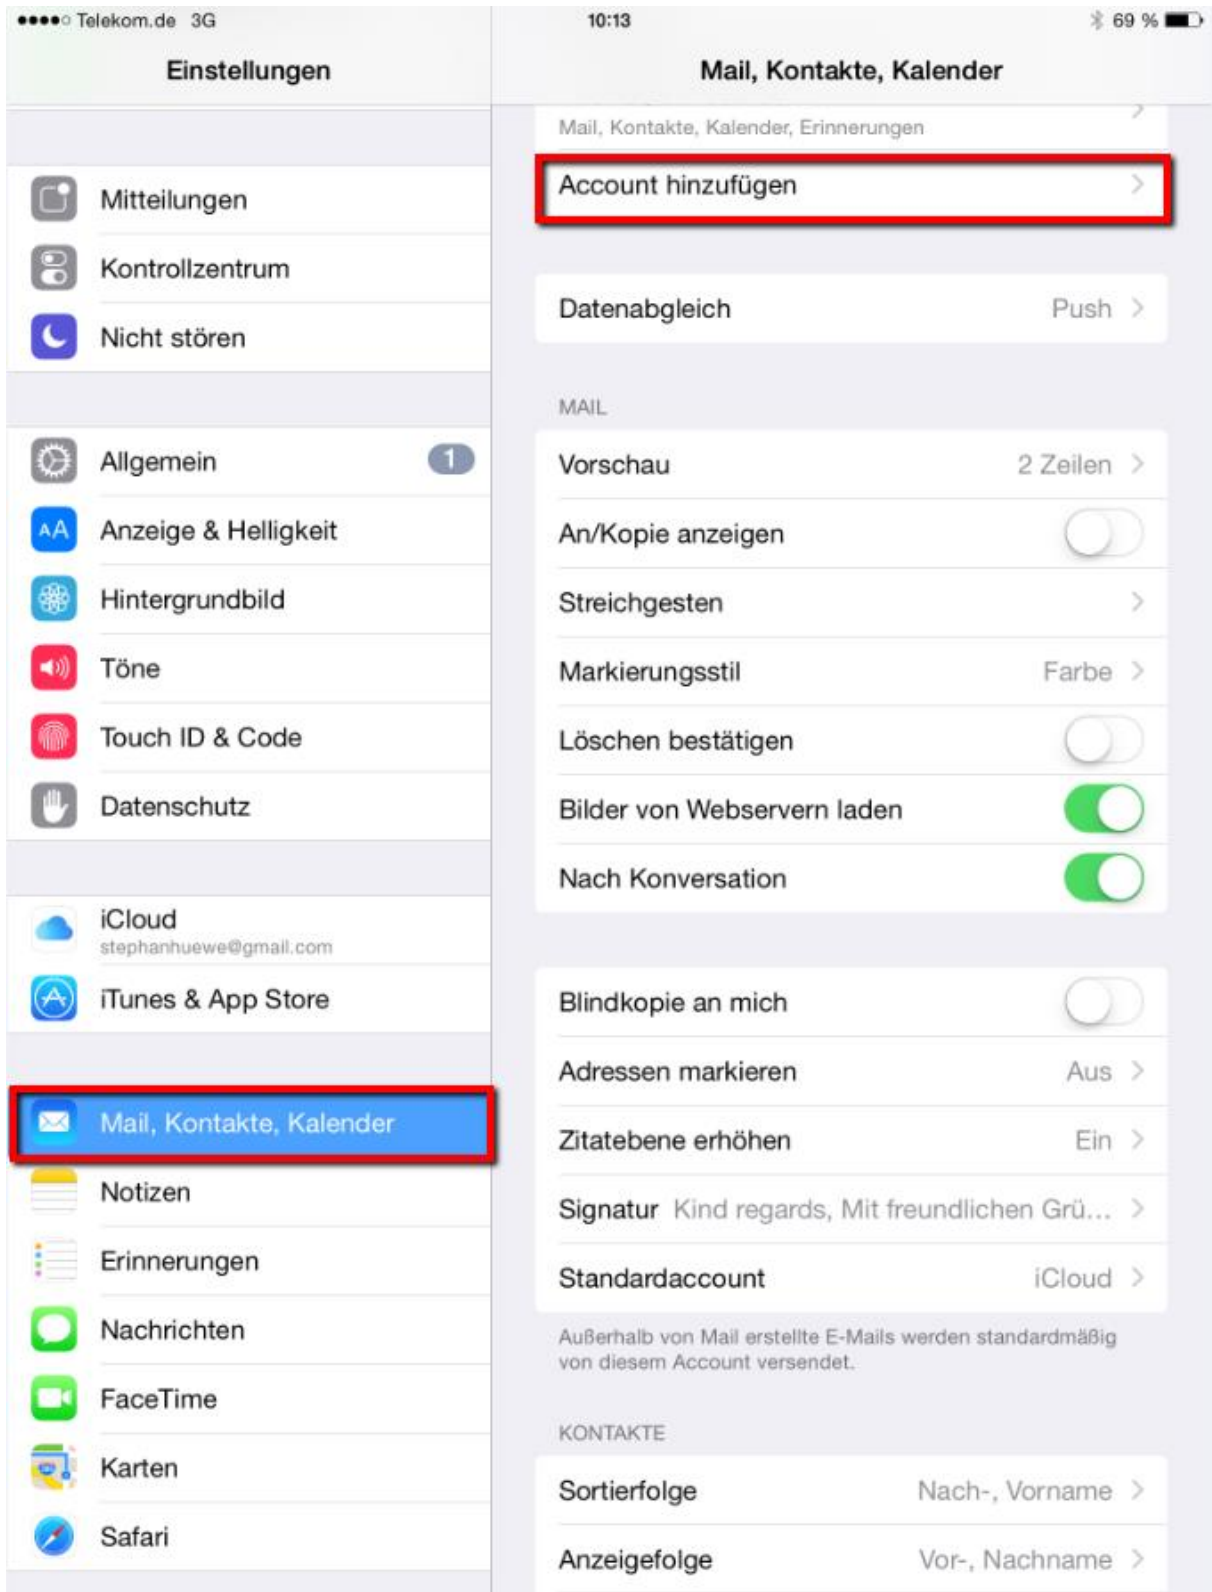 Telekom.de 3G
10:13
69 %
Einstellungen
Mail, Kontakte, Kalender
Mitteilungen
Kontrollzentrum
Nicht stören
Allgemein
1
AA Anzeige & Helligkeit
Hintergrundbild
Töne
Touch ID & Code
Datenschutz
iCloud
stephanhuewe@gmail.com
iTunes & App Store
Mail, Kontakte, Kalender
Notizen
Erinnerungen
Nachrichten
FaceTime
Karten
Safari
Mail, Kontakte, Kalender, Erinnerungen
Account hinzufügen
Datenabgleich Push
MAIL
Vorschau 2 Zeilen
An/Kopie anzeigen
Streichgesten
Markierungsstil Farbe
Löschen bestätigen
Bilder von Webservern laden
Nach Konversation
Blindkopie an mich
Adressen markieren Aus
Zitatebene erhöhen Ein
Signatur Kind regards, Mit freundlichen Grü...
Standardaccount iCloud
Außerhalb von Mail erstellte E-Mails werden standardmäßig
von diesem Account versendet.
KONTAKTE
Sortierfolge Nach-, Vorname
Anzeigefolge Vor-, Nachname